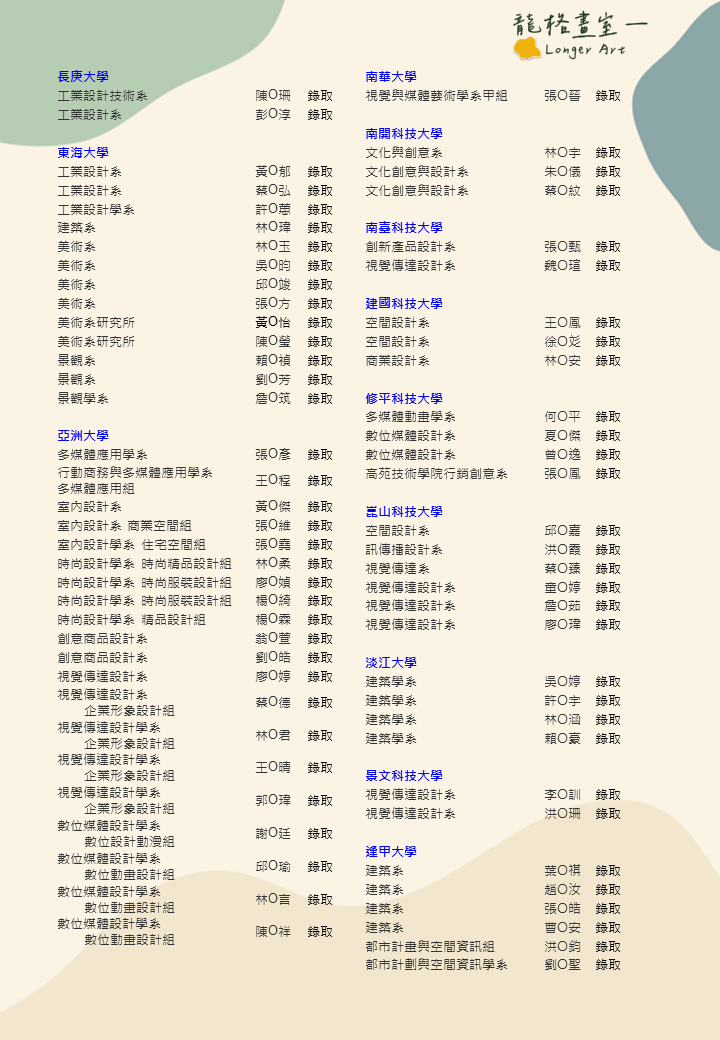 龍格畫室
Longer Art
長庚大學
工業設計技術系 陳O珊 錄取
工業設計系 彭O淳 錄取
東海大學
工業設計系 黃O郁 錄取
工業設計系 蔡O弘 錄取
工業設計學系 許O蕙 錄取
建築系 林O瑋 錄取
美術系 林O玉 錄取
美術系 吳O昀 錄取
美術系 邱O竣 錄取
美術系 張O方 錄取
美術系研究所 黃O怡 錄取
美術系研究所 陳O瑩 錄取
景觀系 賴O禎 錄取
景觀系 劉O芳 錄取
景觀學系 詹O筑 錄取
亞洲大學
多媒體應用學系 張O彥 錄取
行動商務與多媒體應用學系
多媒體應用組 王O程 錄取
室內設計系 黃O傑 錄取
室內設計系 商業空間組 張O維 錄取
室內設計學系 住宅空間組 張O堯 錄取
時尚設計學系 時尚精品設計組 林O柔 錄取
時尚設計學系 時尚服裝設計組 廖O媜 錄取
時尚設計學系 時尚服裝設計組 楊O綺 錄取
時尚設計學系 精品設計組 楊O霖 錄取
創意商品設計系 翁O萱 錄取
創意商品設計系 劉O皓 錄取
視覺傳達設計系 廖O婷 錄取
視覺傳達設計系
企業形象設計組 蔡O德 錄取
視覺傳達設計學系
企業形象設計組 林O君 錄取
視覺傳達設計學系
企業形象設計組 王O晴 錄取
視覺傳達設計學系
企業形象設計組 郭O瑋 錄取
數位媒體設計學系
數位設計動漫組 謝O廷 錄取
數位媒體設計學系
數位動畫設計組 邱O瑜 錄取
數位媒體設計學系
數位動畫設計組 林O言 錄取
數位媒體設計學系
數位動畫設計組 陳O祥 錄取
南華大學
視覺與媒體藝術學系甲組 張O晉 錄取
南開科技大學
文化與創意系 林O宇 錄取
文化創意與設計系 朱O儀 錄取
文化創意與設計系 蔡O紋 錄取
南臺科技大學
創新產品設計系 張O甄 錄取
視覺傳達設計系 魏O瑄 錄取
建國科技大學
空間設計系 王O鳳 錄取
空間設計系 徐O彣 錄取
商業設計系 林O安 錄取
修平科技大學
多媒體動畫學系 何O平 錄取
數位媒體設計系 夏O傑 錄取
數位媒體設計系 曾O逸 錄取
高苑技術學院行銷創意系 張O鳳 錄取
崑山科技大學
空間設計系 邱O嘉 錄取
訊傳播設計系 洪O霞 錄取
視覺傳達系 蔡O臻 錄取
視覺傳達設計系 童O婷 錄取
視覺傳達設計系 詹O茹 錄取
視覺傳達設計系 廖O瑋 錄取
淡江大學
建築學系 吳O婷 錄取
建築學系 許O宇 錄取
建築學系 林O涵 錄取
建築學系 賴O豪 錄取
景文科技大學
視覺傳達設計系 李O訓 錄取
視覺傳達設計系 洪O珊 錄取
逢甲大學
建築系 葉O祺 錄取
建築系 趙O汝 錄取
建築系 張O皓 錄取
建築系 曹O安 錄取
都市計畫與空間資訊組 洪O鈞 錄取
都市計劃與空間資訊學系 劉O聖 錄取